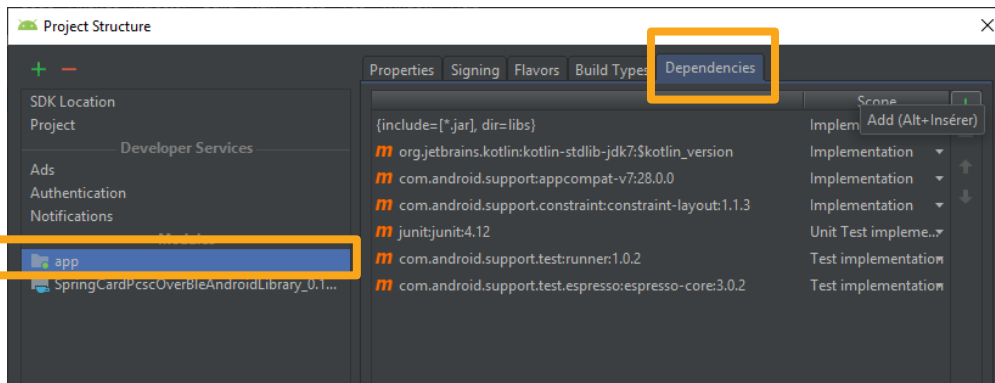 Project Structure
Properties Signing Flavors Build Types Dependencies
SDK Location
Project
Developer Services
Ads
Authentication
Notifications
Modules
app
SpringCardPcscOverBleAndroidLibrary_0.1...
Scope
Add (Alt+Insérer)
{include=[*.jar], dir=libs} Implem
m org.jetbrains.kotlin:kotlin-stdlib-jdk7:$kotlin_version Implementation
m com.android.support:appcompat-v7:28.0.0 Implementation
m com.android.support.constraint:constraint-layout:1.1.3 Implementation
m junit:junit:4.12 Unit Test impleme...
m com.android.support.test:runner:1.0.2 Test implementation
m com.android.support.test.espresso:espresso-core:3.0.2 Test implementation